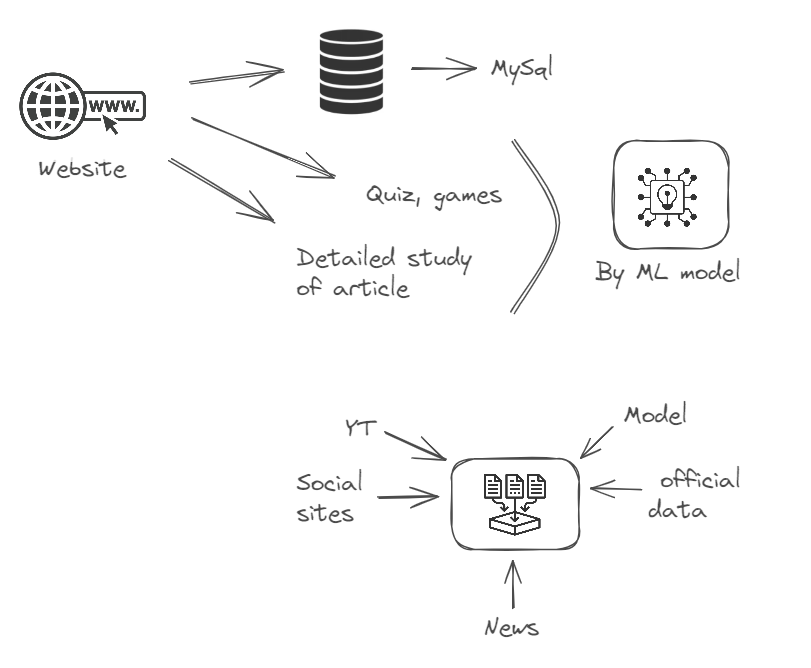 MySql
www.
Website
Quiz, games
Detailed study
of article
By ML model
YT
Model
Social
sites
official
data
News